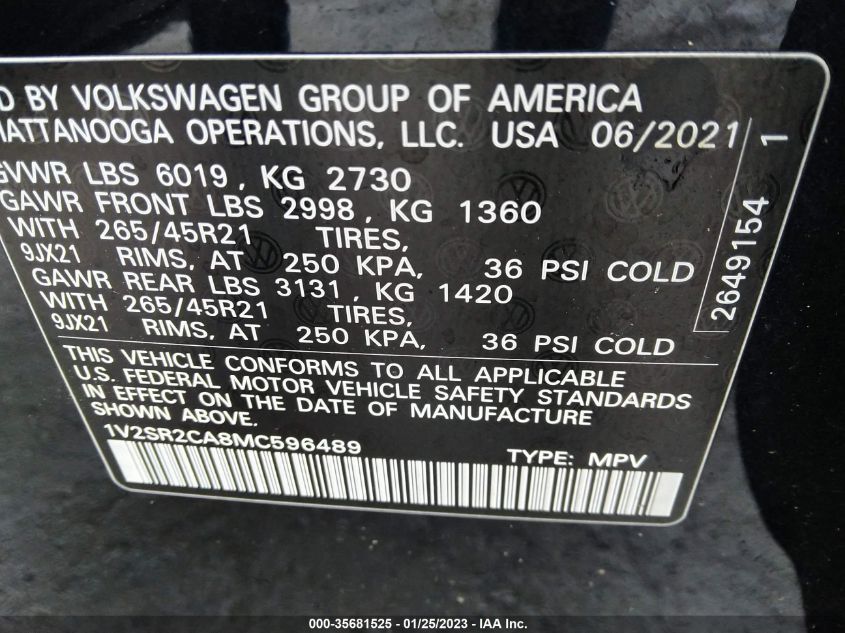 D BY VOLKSWAGEN GROUP OF AMERICA
HATTANOOGA OPERATIONS, LLC. USA 06/2021
GVWR LBS 6019, KG 2730
GAWR FRONT LBS 2998, KG 1360
WITH 265/45R21 TIRES,
9JX21 RIMS, AT 250 KPA, 36 PSI COLD
GAWR REAR LBS 3131, KG 1420
WITH 265/45R21 TIRES,
9JX21 RIMS, AT 250 KPA, 36 PSI COLD
THIS VEHICLE CONFORMS TO ALL APPLICABLE
U.S. FEDERAL MOTOR VEHICLE SAFETY STANDARDS
IN EFFECT ON THE DATE OF MANUFACTURE
SHOWN ABOVE.
1V2SR2CA8MC596489 TYPE: MPV
2649154 1
000-35681525 - 01/25/2023 - IAA Inc.